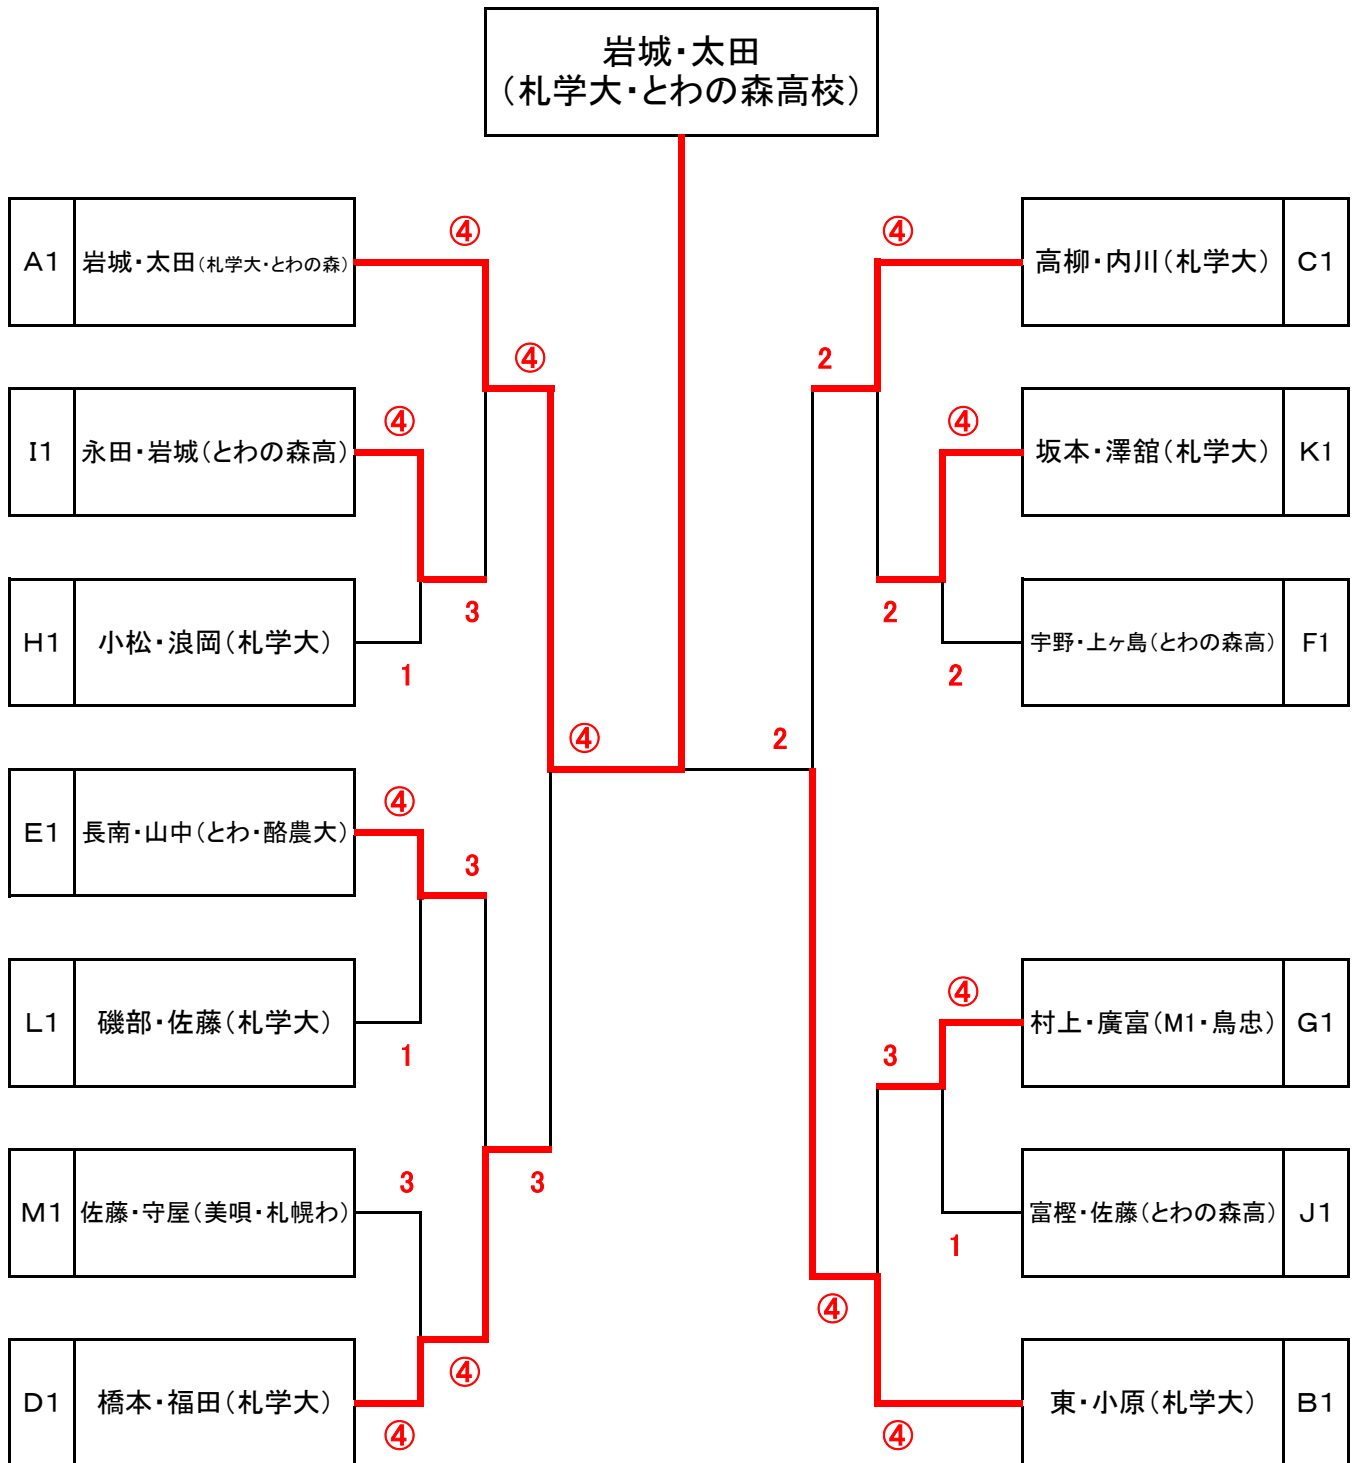 岩城・太田
(札学大・とわの森高校)
④
④
A1 岩城・太田(札学大・とわの森)
高柳・内川(札学大) C1
④
2
④
④
I1 永田・岩城(とわの森高)
坂本・澤舘(札学大) K1
3
2
H1 小松・浪岡(札学大)
宇野・上ヶ島(とわの森高) F1
1
2
④
2
④
E1 長南・山中(とわ・酪農大)
3
④
L1 磯部・佐藤(札学大)
村上・廣富(M1・鳥忠) G1
1
3
3
3
M1 佐藤・守屋(美唄・札幌わ)
富樫・佐藤(とわの森高) J1
1
④
④
D1 橋本・福田(札学大)
東・小原(札学大) B1
④
④